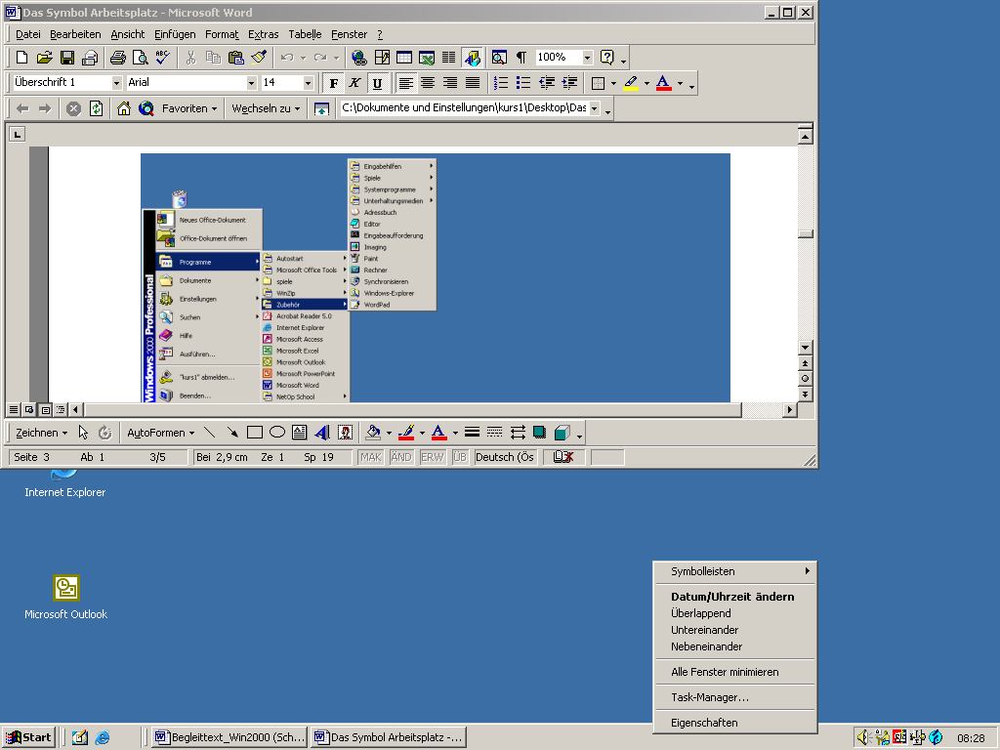 Das Symbol Arbeitsplatz - Microsoft Word
Datei Bearbeiten Ansicht Einfügen Format Extras Tabelle Fenster ?
100%
Überschrift 1 Arial 14 F K U
Favoriten Wechseln zu C:\Dokumente und Einstellungen\kurs1\Desktop\Das
Neues Office-Dokument
Office-Dokument öffnen
Programme
Dokumente
Einstellungen
Suchen
Hilfe
Ausführen...
"kurs1" abmelden...
Beenden...
Windows 2000 Professional
Autostart
Microsoft Office Tools
spiele
WinZip
Zubehör
Acrobat Reader 5.0
Internet Explorer
Microsoft Access
Microsoft Excel
Microsoft Outlook
Microsoft PowerPoint
Microsoft Word
NetOp School
Eingabehilfen
Spiele
Systemprogramme
Unterhaltungsmedien
Adressbuch
Editor
Eingabeaufforderung
Imaging
Paint
Rechner
Synchronisieren
Windows-Explorer
WordPad
Zeichnen AutoFormen
Seite 3 Ab 1 3/5 Bei 2,9 cm Ze 1 Sp 19 MAK ÄND ERW ÜB Deutsch (Ös
Internet Explorer
Microsoft Outlook
Symbolleisten
Datum/Uhrzeit ändern
Überlappend
Untereinander
Nebeneinander
Alle Fenster minimieren
Task-Manager...
Eigenschaften
Start Begleittext_Win2000 (Sch... Das Symbol Arbeitsplatz -... 08:28